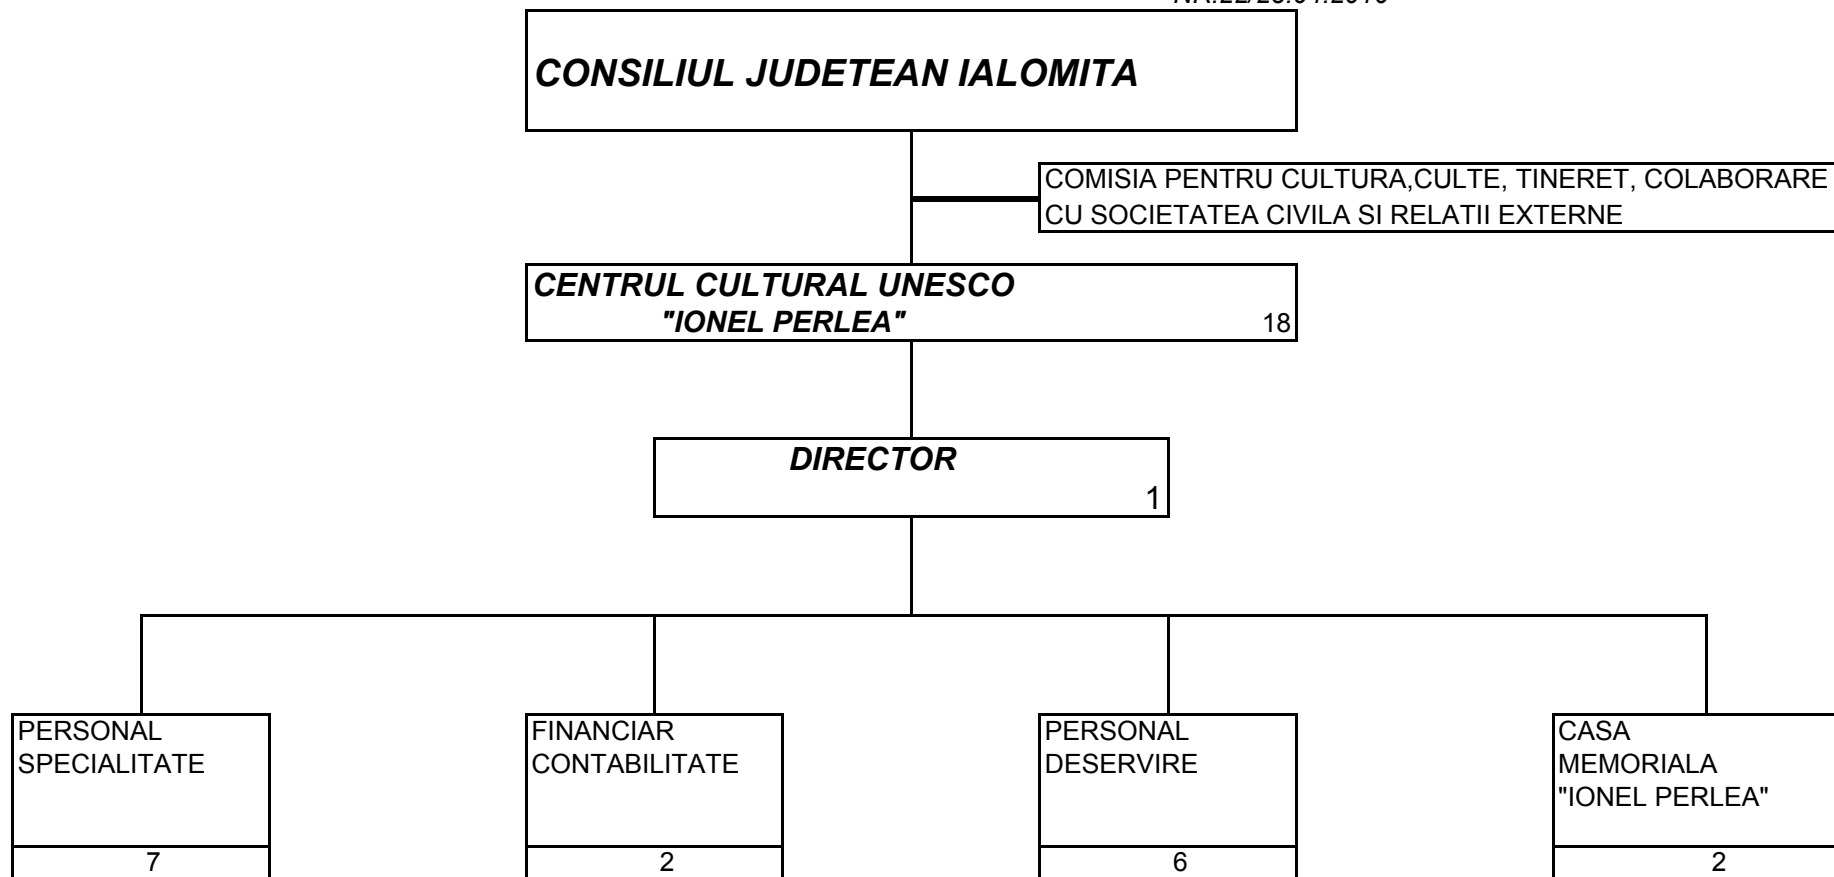 CONSILIUL JUDETEAN IALOMITA
COMISIA PENTRU CULTURA,CULTE, TINERET, COLABORARE
CU SOCIETATEA CIVILA SI RELATII EXTERNE
CENTRUL CULTURAL UNESCO
"IONEL PERLEA"
18
DIRECTOR
1
PERSONAL
SPECIALITATE
7
FINANCIAR
CONTABILITATE
2
PERSONAL
DESERVIRE
6
CASA
MEMORIALA
"IONEL PERLEA"
2